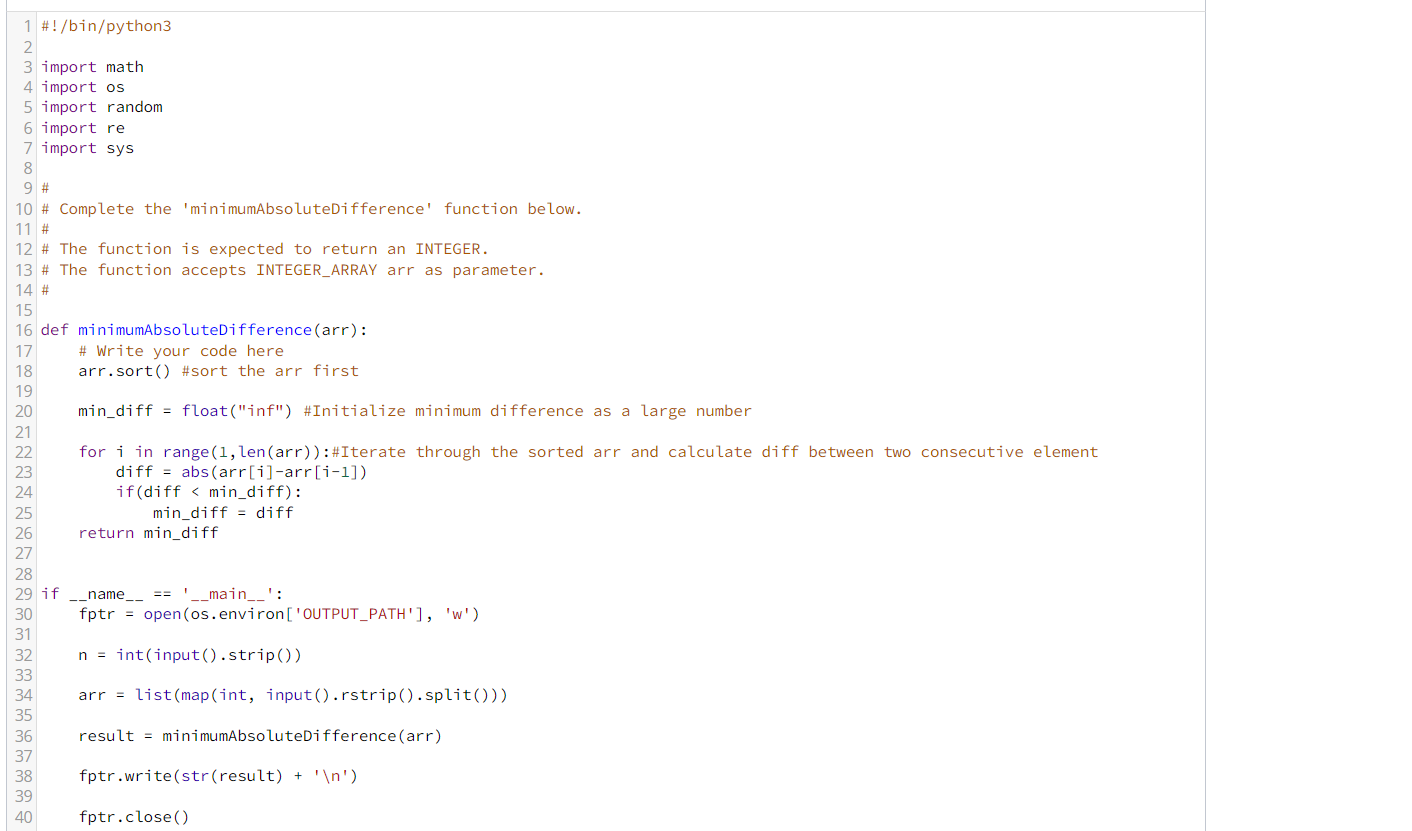 1 #!/bin/python3
2
3 import math
4 import os
5 import random
6 import re
7 import sys
8
9 #
10 # Complete the 'minimumAbsoluteDifference' function below.
11 #
12 # The function is expected to return an INTEGER.
13 # The function accepts INTEGER_ARRAY arr as parameter.
14 #
15
16 def minimumAbsoluteDifference(arr):
17     # Write your code here
18     arr.sort() #sort the arr first
19
20     min_diff = float("inf") #Initialize minimum difference as a large number
21
22     for i in range(1,len(arr)):#Iterate through the sorted arr and calculate diff between two consecutive element
23         diff = abs(arr[i]-arr[i-1])
24         if(diff < min_diff):
25             min_diff = diff
26     return min_diff
27
28
29 if __name__ == '__main__':
30     fptr = open(os.environ['OUTPUT_PATH'], 'w')
31
32     n = int(input().strip())
33
34     arr = list(map(int, input().rstrip().split()))
35
36     result = minimumAbsoluteDifference(arr)
37
38     fptr.write(str(result) + '\n')
39
40     fptr.close()